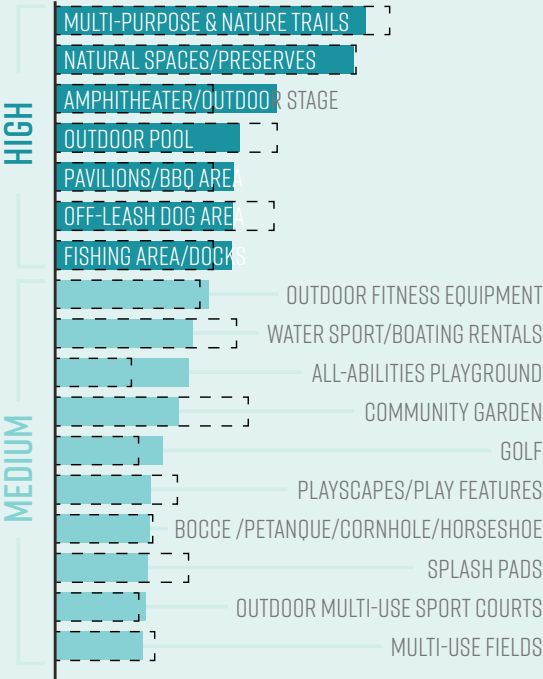 HIGH
MULTI-PURPOSE & NATURE TRAILS
NATURAL SPACES/PRESERVES
AMPHITHEATER/OUTDOOR STAGE
OUTDOOR POOL
PAVILIONS/BBQ AREA
OFF-LEASH DOG AREA
FISHING AREA/DOCKS
MEDIUM
OUTDOOR FITNESS EQUIPMENT
WATER SPORT/BOATING RENTALS
ALL-ABILITIES PLAYGROUND
COMMUNITY GARDEN
GOLF
PLAYSCAPES/PLAY FEATURES
BOCCE /PETANQUE/CORNHOLE/HORSESHOE
SPLASH PADS
OUTDOOR MULTI-USE SPORT COURTS
MULTI-USE FIELDS